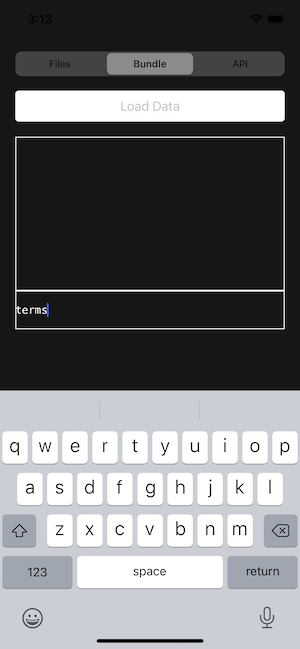 3:13
Files Bundle API
Load Data
terms
q w e r t y u i o p
a s d f g h j k l
z x c v b n m
123 space return